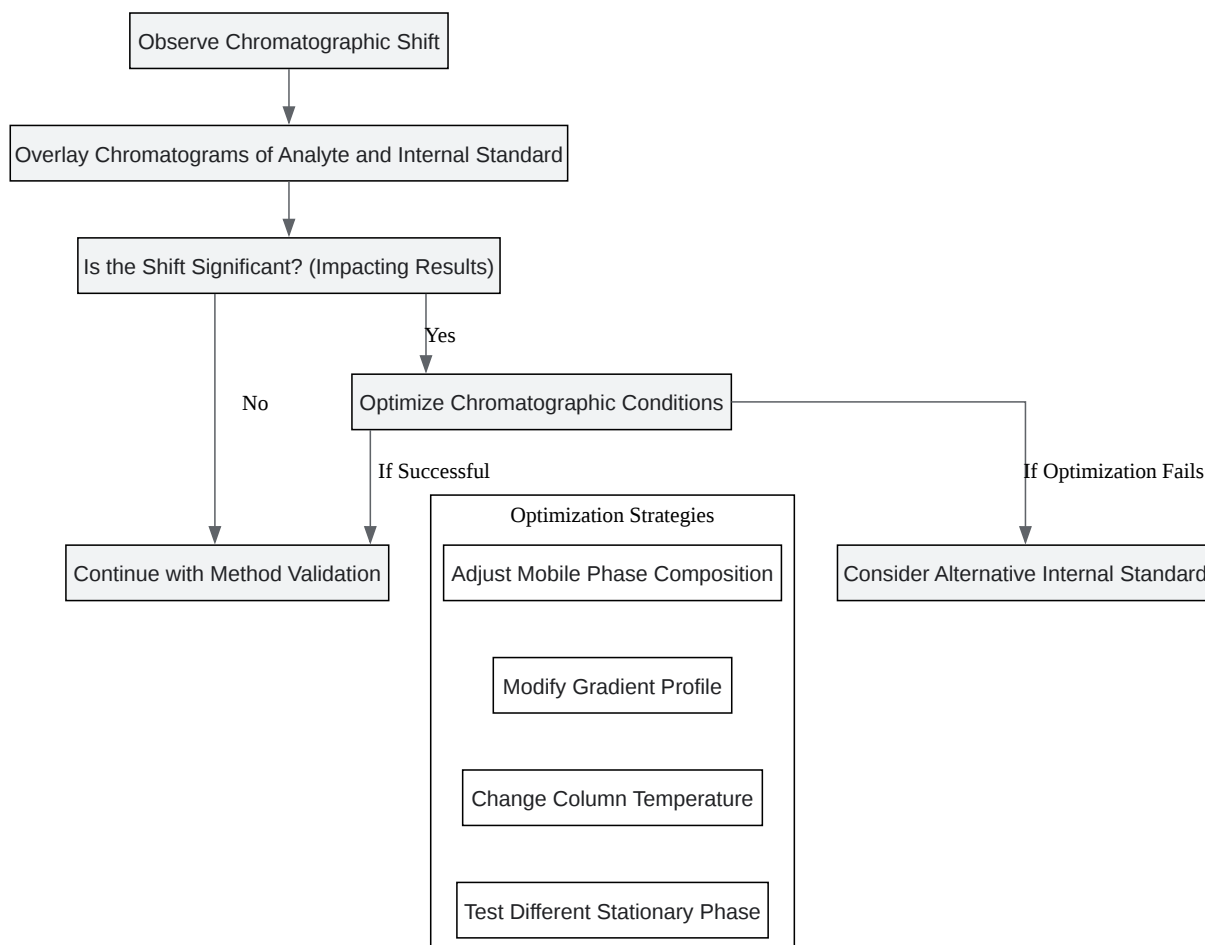 Observe Chromatographic Shift
Overlay Chromatograms of Analyte and Internal Standard
Is the Shift Significant? (Impacting Results)
Yes
No
Optimize Chromatographic Conditions
If Successful
If Optimization Fails
Optimization Strategies
Continue with Method Validation
Adjust Mobile Phase Composition
Consider Alternative Internal Standard
Modify Gradient Profile
Change Column Temperature
Test Different Stationary Phase